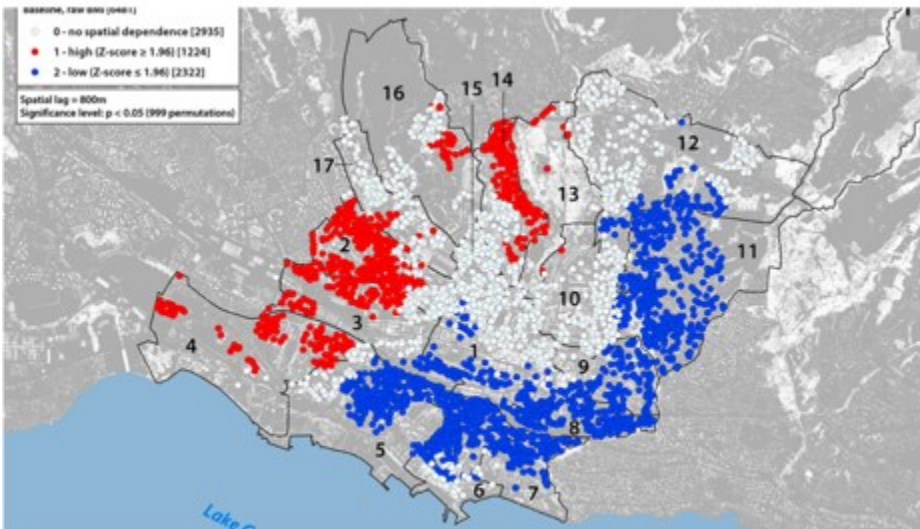 Baseline, raw BMI [6481]
0 - no spatial dependence [2935]
1 - high (Z-score ≥ 1.96) [1224]
2 - low (Z-score ≤ 1.96) [2322]
Spatial lag = 800m
Significance level: p < 0.05 (999 permutations)
16
15
14
12
17
13
2
11
10
3
4
1
9
8
5
6
7
Lake